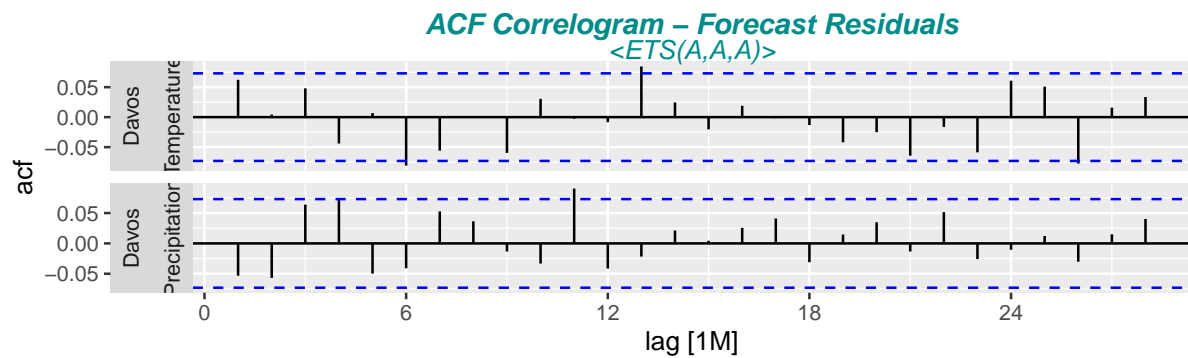 ACF Correlogram – Forecast Residuals
<ETS(A,A,A)>
acf
Davos
Temperature
0.05
0.00
−0.05
Davos
Precipitation
0.05
0.00
−0.05
0 6 12 18 24
lag [1M]